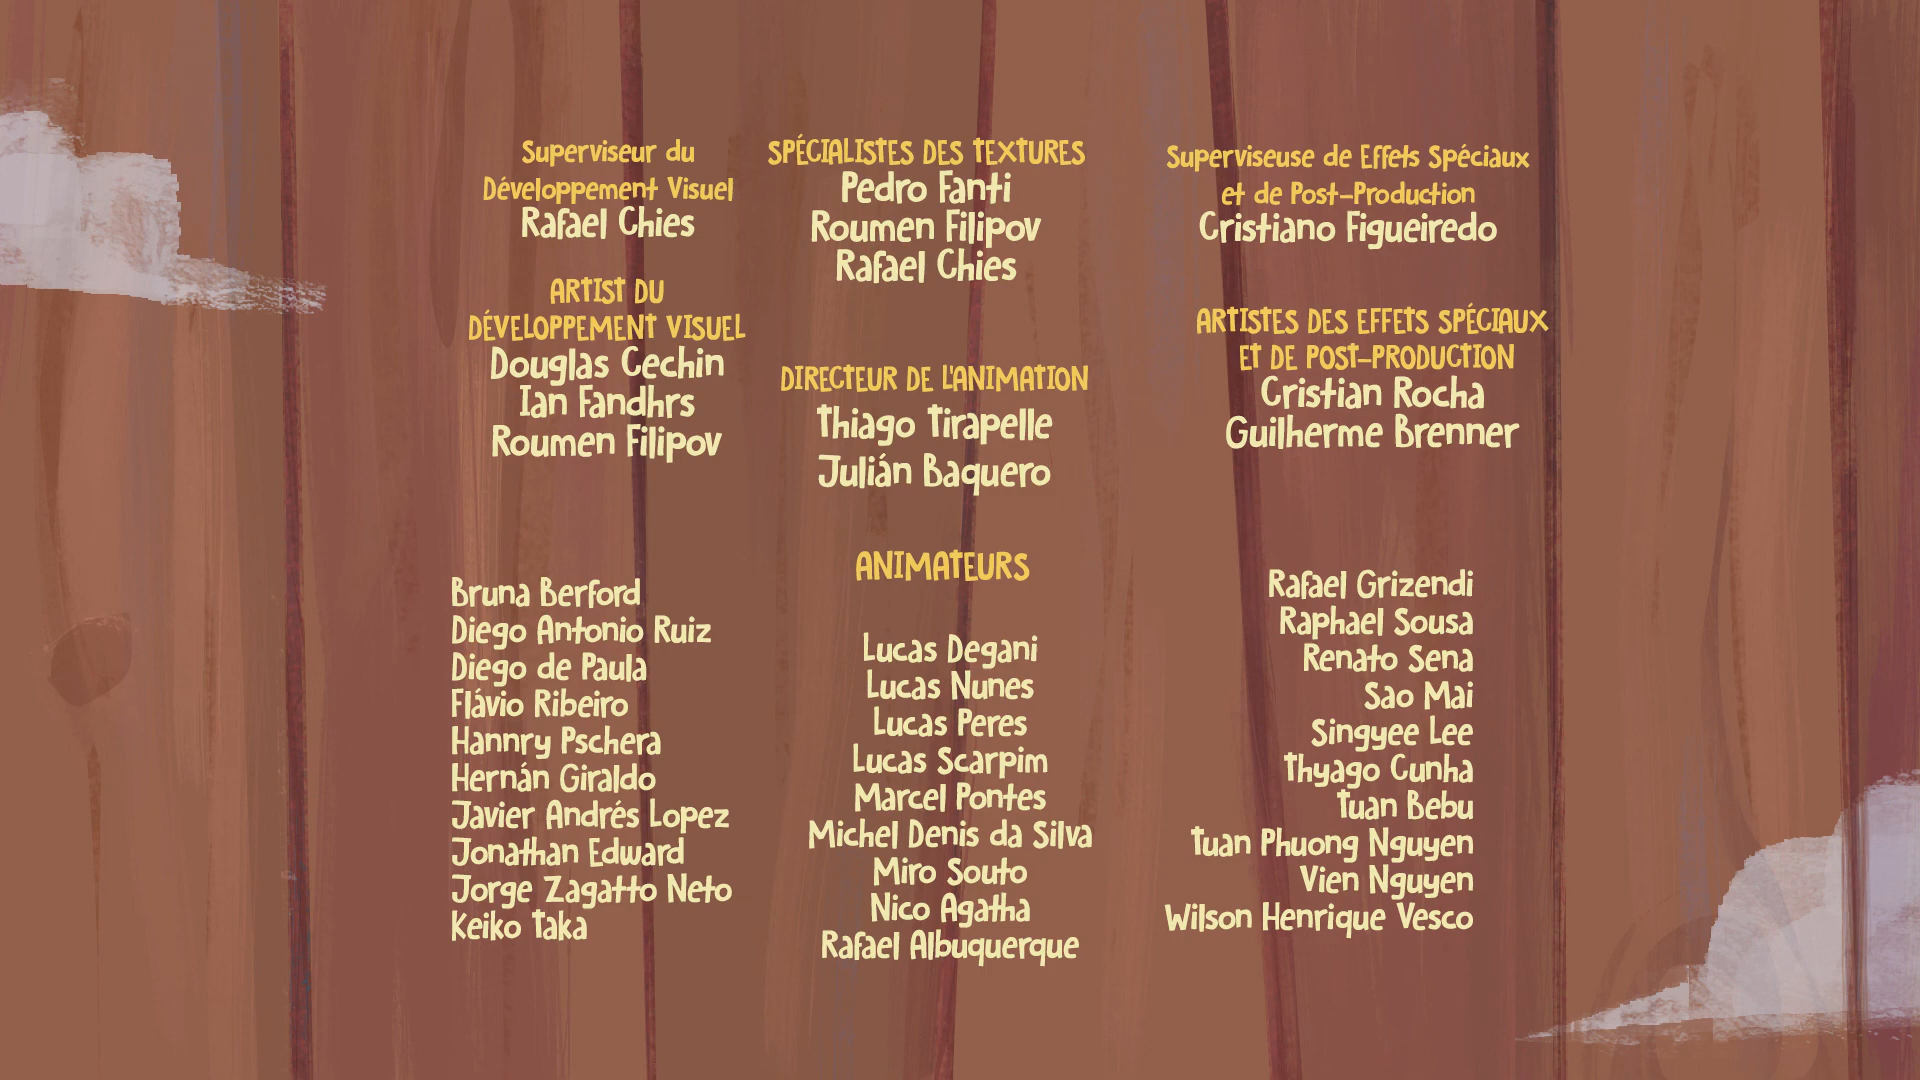 Superviseur du
Développement Visuel
Rafael Chies
ARTIST DU
DÉVELOPPEMENT VISUEL
Douglas Cechin
Ian Fandhrs
Roumen Filipov
SPÉCIALISTES DES TEXTURES
Pedro Fanti
Roumen Filipov
Rafael Chies
DIRECTEUR DE L'ANIMATION
Thiago Tirapelle
Julián Baquero
Superviseuse de Effets Spéciaux
et de Post-Production
Cristiano Figueiredo
ARTISTES DES EFFETS SPÉCIAUX
ET DE POST-PRODUCTION
Cristian Rocha
Guilherme Brenner
ANIMATEURS
Bruna Berford
Diego Antonio Ruiz
Diego de Paula
Flávio Ribeiro
Hannry Pschera
Hernán Giraldo
Javier Andrés Lopez
Jonathan Edward
Jorge Zagatto Neto
Keiko Taka
Lucas Degani
Lucas Nunes
Lucas Peres
Lucas Scarpim
Marcel Pontes
Michel Denis da Silva
Miro Souto
Nico Agatha
Rafael Albuquerque
Rafael Grizendi
Raphael Sousa
Renato Sena
Sao Mai
Singyee Lee
Thyago Cunha
Tuan Bebu
Tuan Phuong Nguyen
Vien Nguyen
Wilson Henrique Vesco